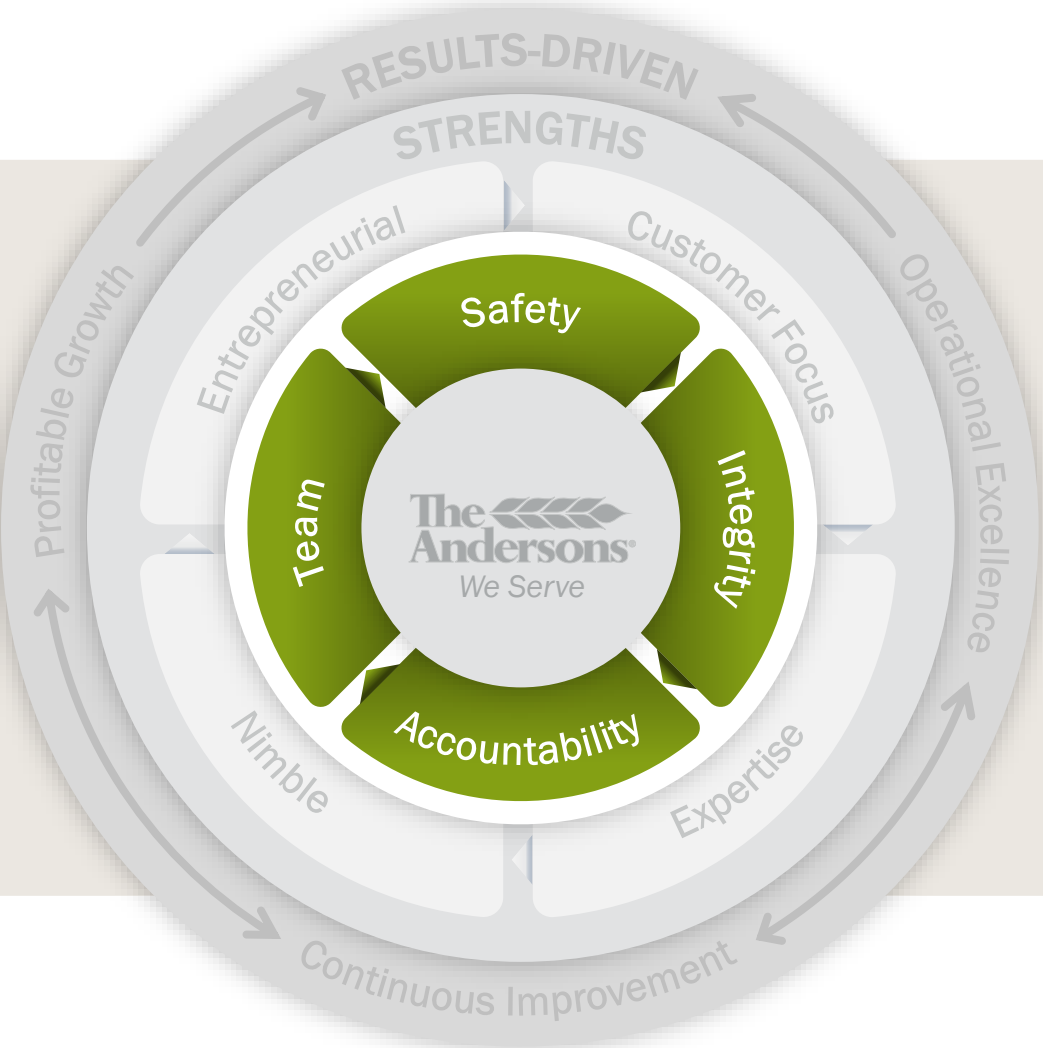 RESULTS-DRIVEN
STRENGTHS
Entrepreneurial
Customer Focus
Profitable Growth
Operational Excellence
Safety
Team
Integrity
The
Andersons®
We Serve
Accountability
Nimble
Expertise
Continuous Improvement